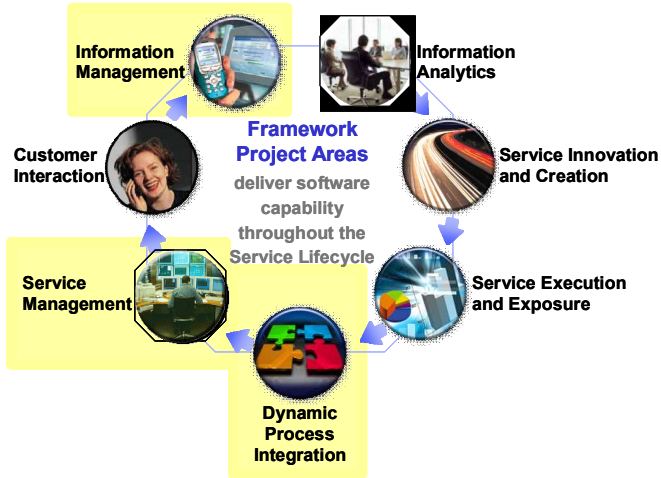 Information
Management
Information
Analytics
Framework
Project Areas
deliver software
capability
throughout the
Service Lifecycle
Customer
Interaction
Service Innovation
and Creation
Service
Management
Service Execution
and Exposure
Dynamic
Process
Integration